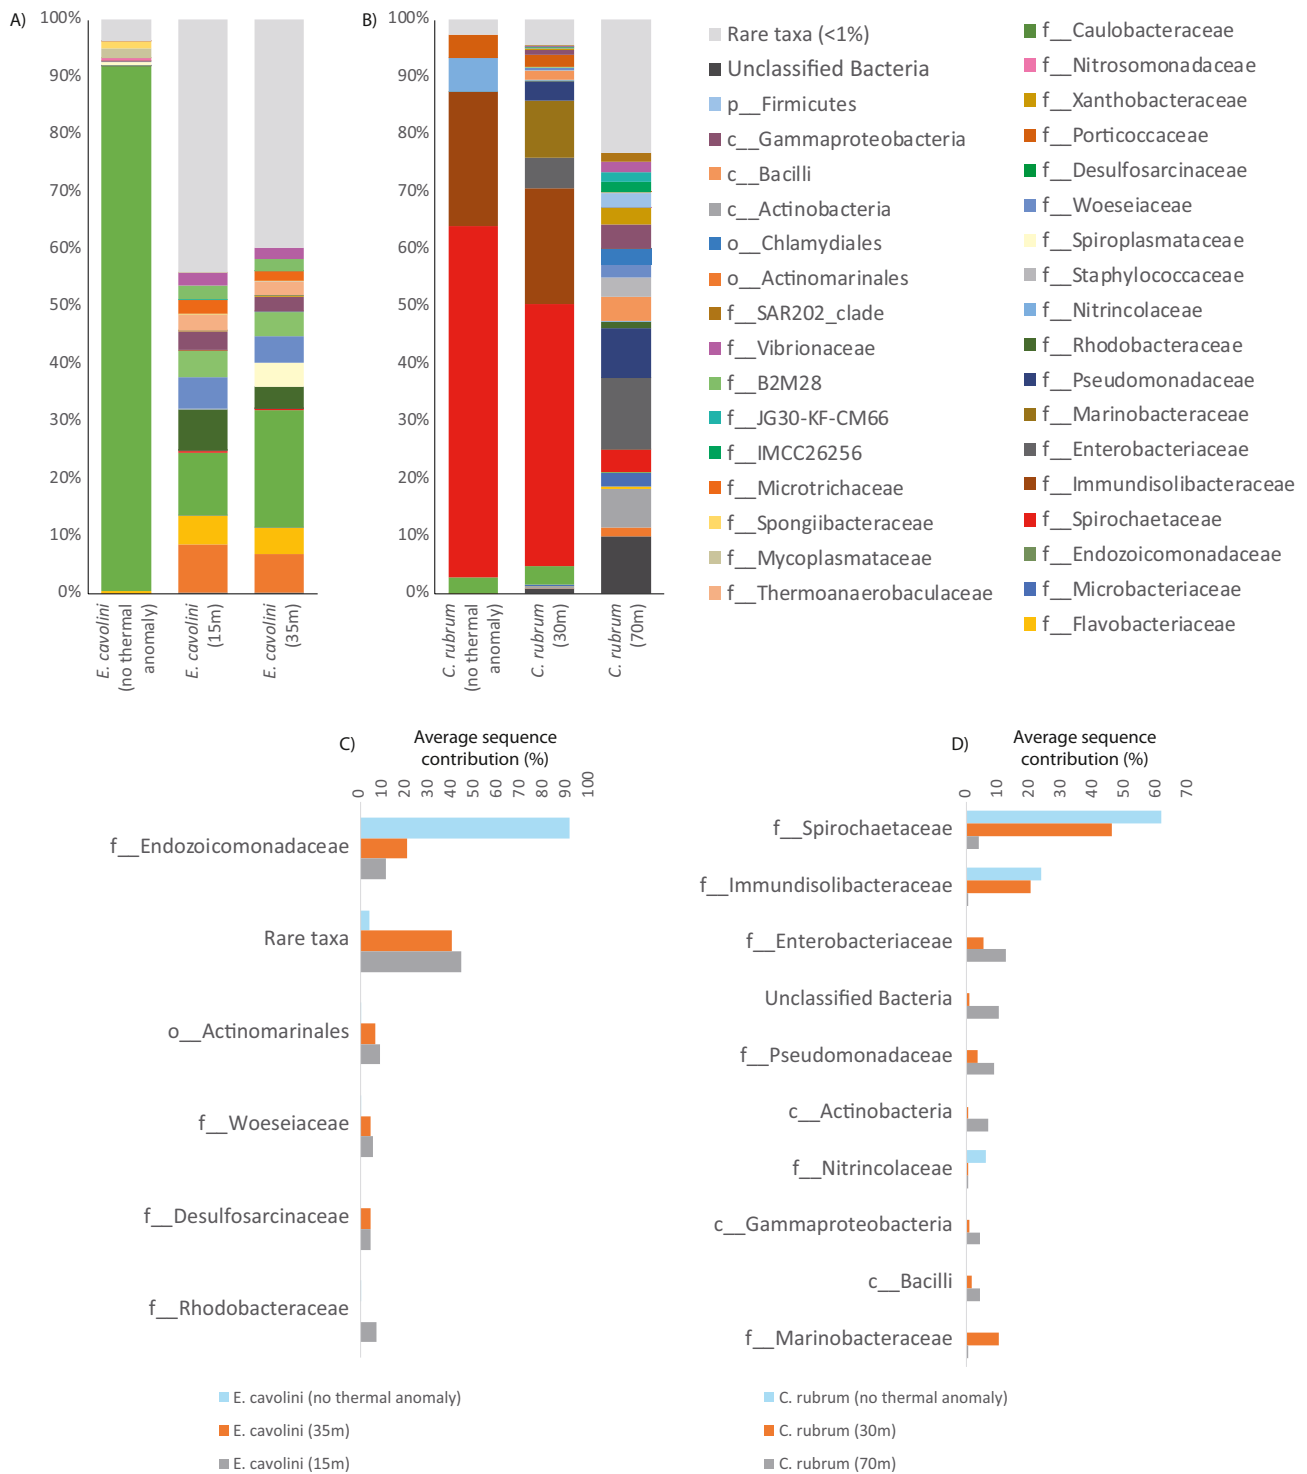 A)
100%
90%
80%
70%
60%
50%
40%
30%
20%
10%
0%
E. cavolini
(no thermal
anomaly)
E. cavolini
(15m)
E. cavolini
(35m)
B)
100%
90%
80%
70%
60%
50%
40%
30%
20%
10%
0%
C. rubrum
(no thermal
anomaly)
C. rubrum
(30m)
C. rubrum
(70m)
Rare taxa (<1%)
Unclassified Bacteria
p__Firmicutes
c__Gammaproteobacteria
c__Bacilli
c__Actinobacteria
o__Chlamydiales
o__Actinomarinales
f__SAR202_clade
f__Vibrionaceae
f__B2M28
f__JG30-KF-CM66
f__IMCC26256
f__Microtrichaceae
f__Spongiibacteraceae
f__Mycoplasmataceae
f__Thermoanaerobaculaceae
f__Caulobacteraceae
f__Nitrosomonadaceae
f__Xanthobacteraceae
f__Porticoccaceae
f__Desulfosarcinaceae
f__Woeseiaceae
f__Spiroplasmataceae
f__Staphylococcaceae
f__Nitrincolaceae
f__Rhodobacteraceae
f__Pseudomonadaceae
f__Marinobacteraceae
f__Enterobacteriaceae
f__Immundisolibacteraceae
f__Spirochaetaceae
f__Endozoicomonadaceae
f__Microbacteriaceae
f__Flavobacteriaceae
C)
Average sequence
contribution (%)
0 10 20 30 40 50 60 70 80 90 100
f__Endozoicomonadaceae
Rare taxa
o__Actinomarinales
f__Woeseiaceae
f__Desulfosarcinaceae
f__Rhodobacteraceae
E. cavolini (no thermal anomaly)
E. cavolini (35m)
E. cavolini (15m)
D)
Average sequence
contribution (%)
0 10 20 30 40 50 60 70
f__Spirochaetaceae
f__Immundisolibacteraceae
f__Enterobacteriaceae
Unclassified Bacteria
f__Pseudomonadaceae
c__Actinobacteria
f__Nitrincolaceae
c__Gammaproteobacteria
c__Bacilli
f__Marinobacteraceae
C. rubrum (no thermal anomaly)
C. rubrum (30m)
C. rubrum (70m)